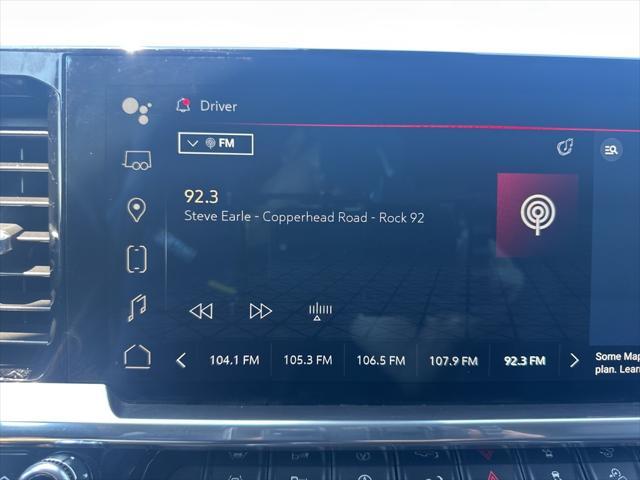 Driver
FM
92.3
Steve Earle - Copperhead Road - Rock 92
104.1 FM 105.3 FM 106.5 FM 107.9 FM 92.3 FM
Some Map
plan. Lear